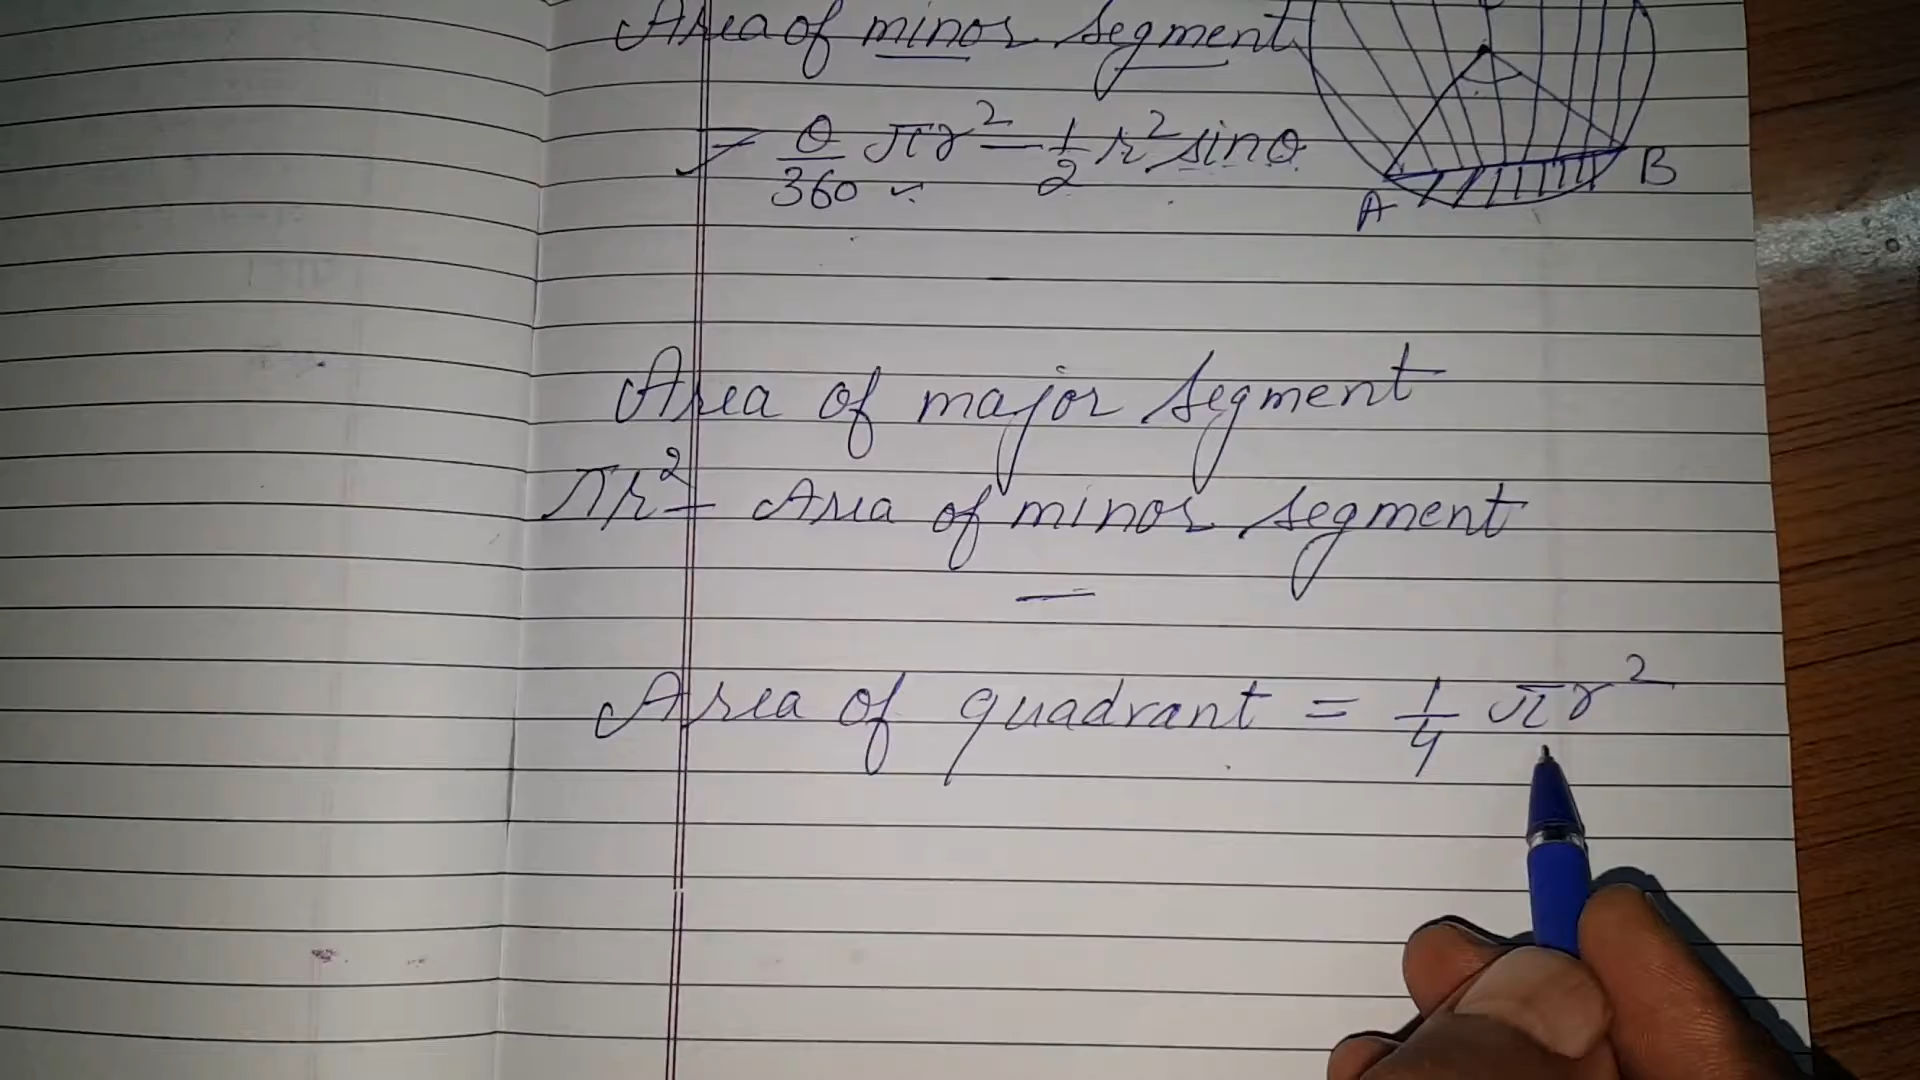 Area of minor segment
= θ/360 πr² - 1/2 r² sinθ
A
B
Area of major segment
πr² - Area of minor segment
Area of quadrant = 1/4 πr²